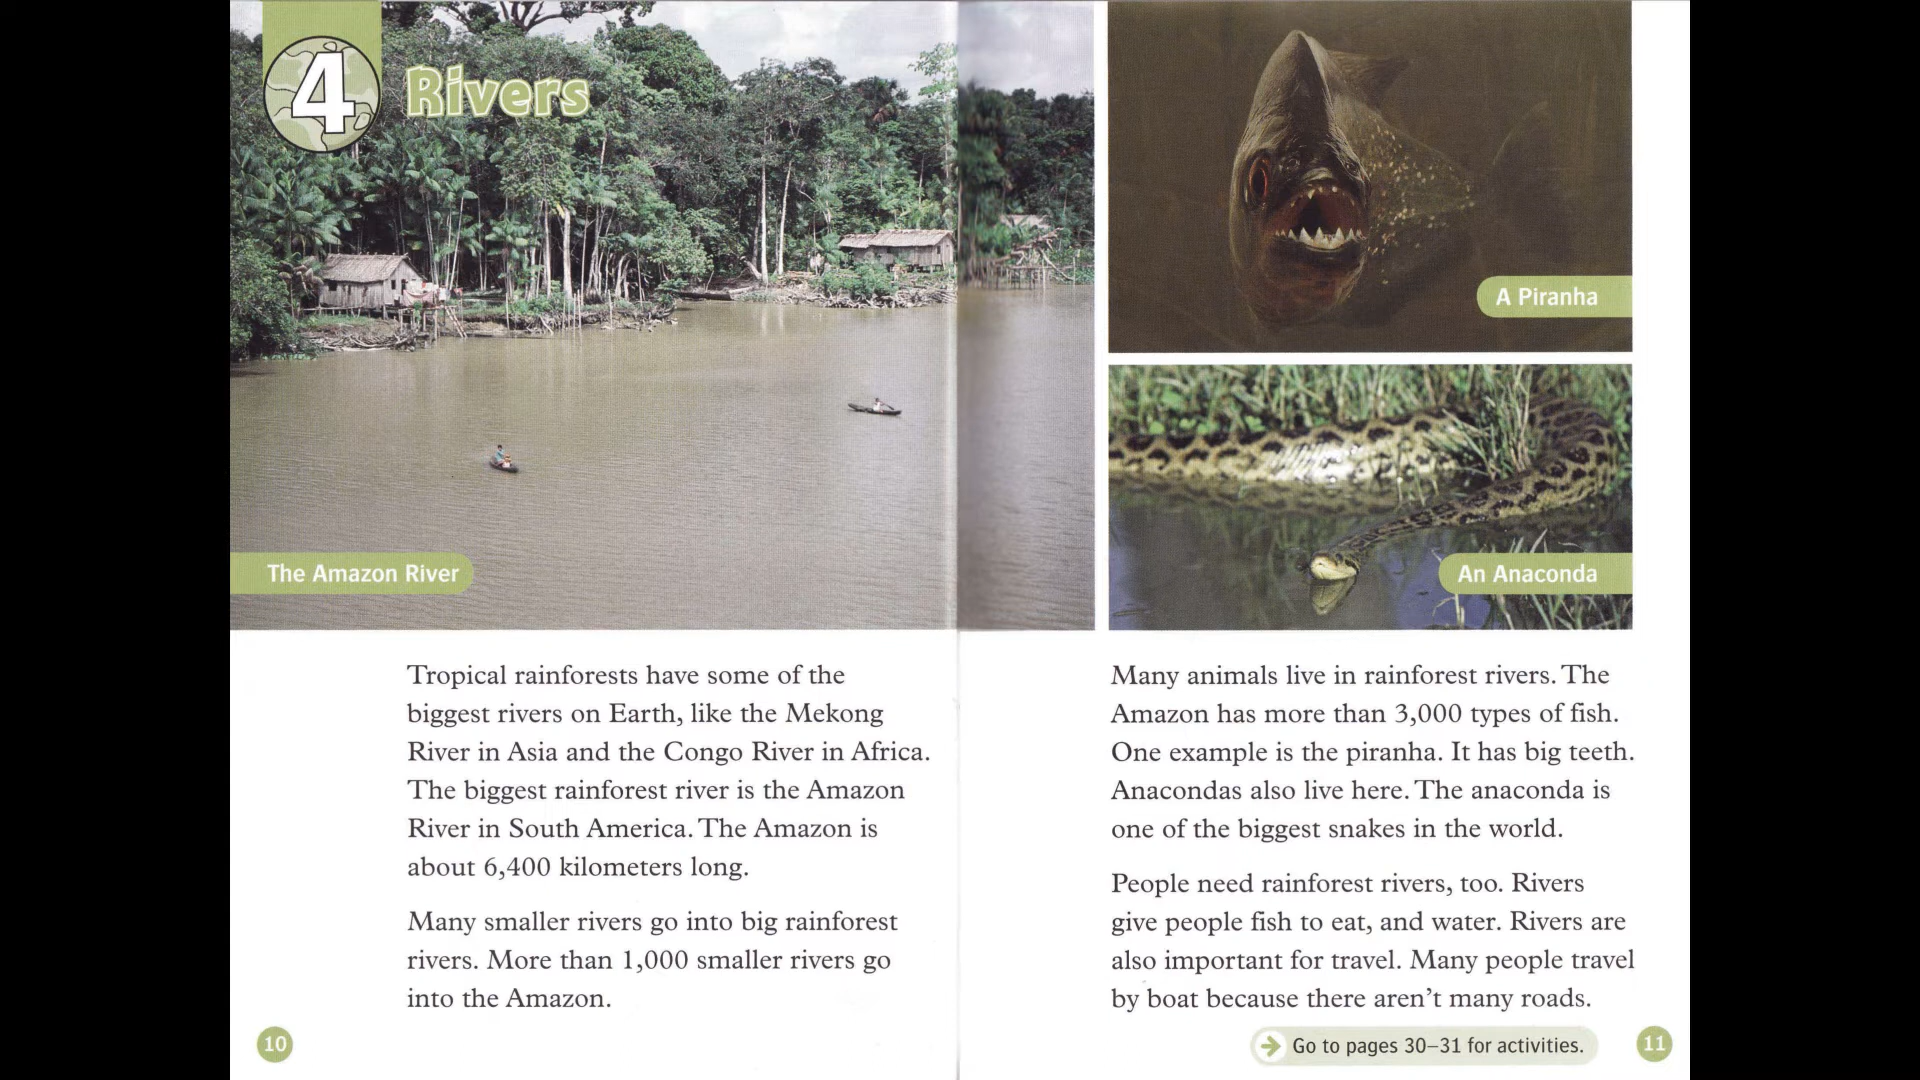 4
Rivers
The Amazon River
Tropical rainforests have some of the
biggest rivers on Earth, like the Mekong
River in Asia and the Congo River in Africa.
The biggest rainforest river is the Amazon
River in South America. The Amazon is
about 6,400 kilometers long.
Many smaller rivers go into big rainforest
rivers. More than 1,000 smaller rivers go
into the Amazon.
10
A Piranha
An Anaconda
Many animals live in rainforest rivers. The
Amazon has more than 3,000 types of fish.
One example is the piranha. It has big teeth.
Anacondas also live here. The anaconda is
one of the biggest snakes in the world.
People need rainforest rivers, too. Rivers
give people fish to eat, and water. Rivers are
also important for travel. Many people travel
by boat because there aren't many roads.
Go to pages 30–31 for activities.
11